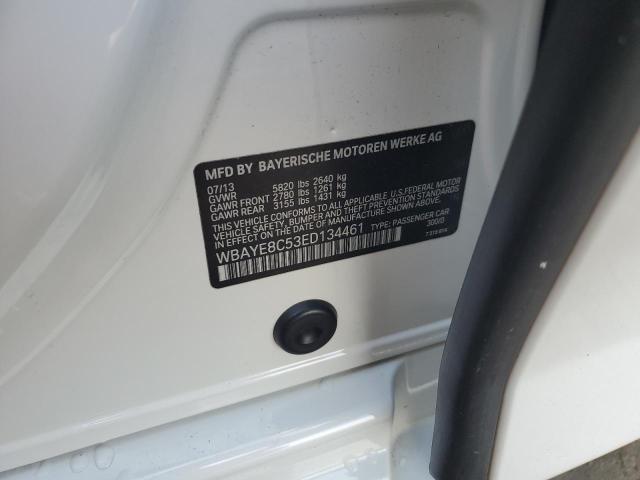 MFD BY BAYERISCHE MOTOREN WERKE AG
07/13
GVWR 5820 lbs 2640 kg
GAWR FRONT 2780 lbs 1261 kg
GAWR REAR 3155 lbs 1431 kg
THIS VEHICLE CONFORMS TO ALL APPLICABLE U.S. FEDERAL MOTOR
VEHICLE SAFETY, BUMPER AND THEFT PREVENTION STANDARDS
IN EFFECT ON THE DATE OF MANUFACTURE SHOWN ABOVE.
WBAYE8C53ED134461 TYPE: PASSENGER CAR
300/0